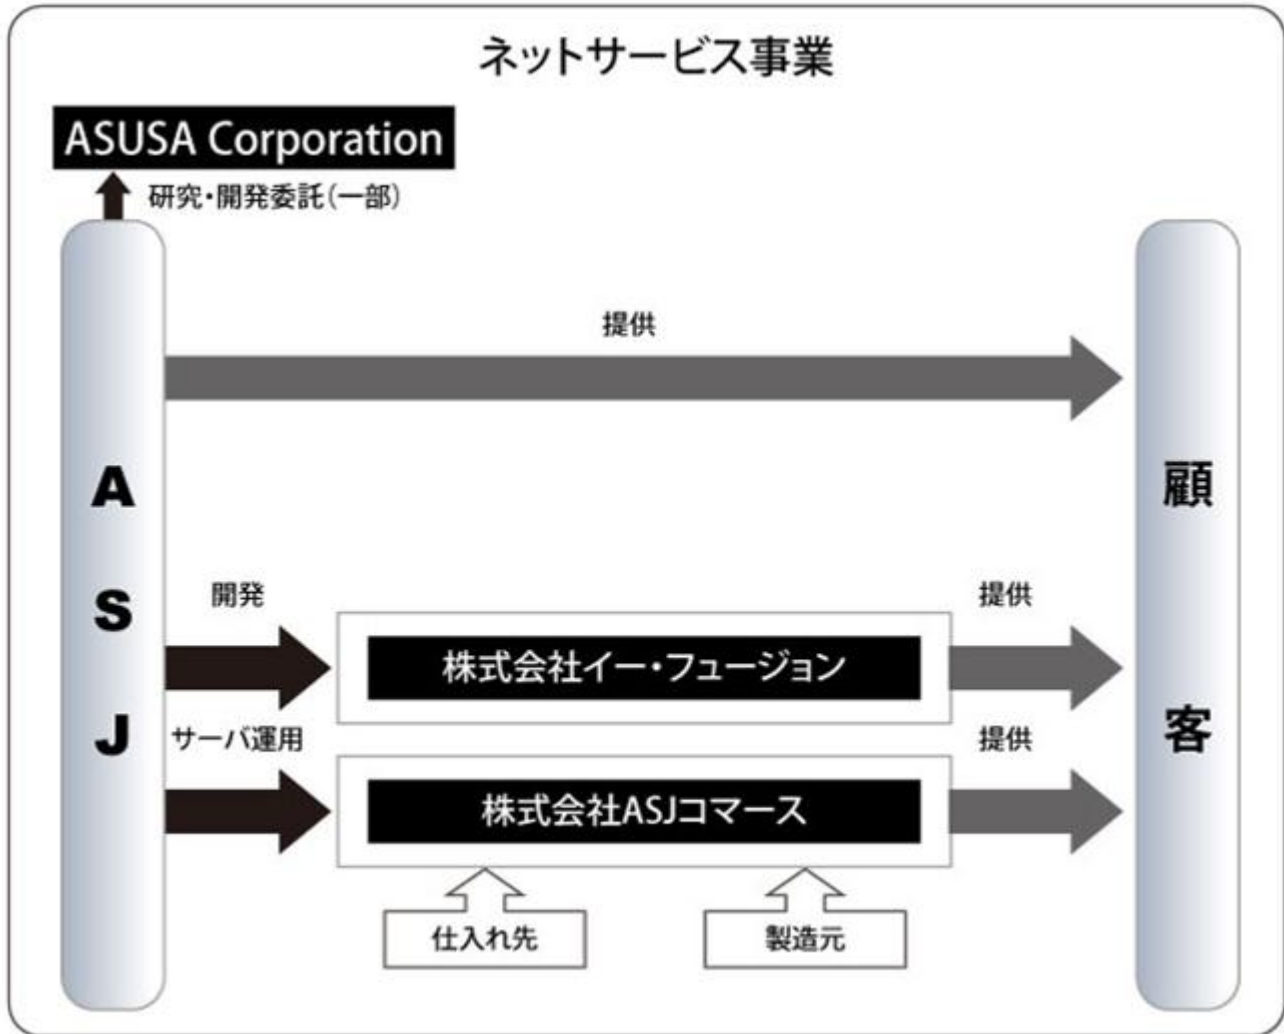 ネットサービス事業
ASUSA Corporation
研究・開発委託(一部)
提供
ASJ
顧客
開発
提供
株式会社イー・フュージョン
サーバ運用
提供
株式会社ASJコマース
仕入れ先
製造元